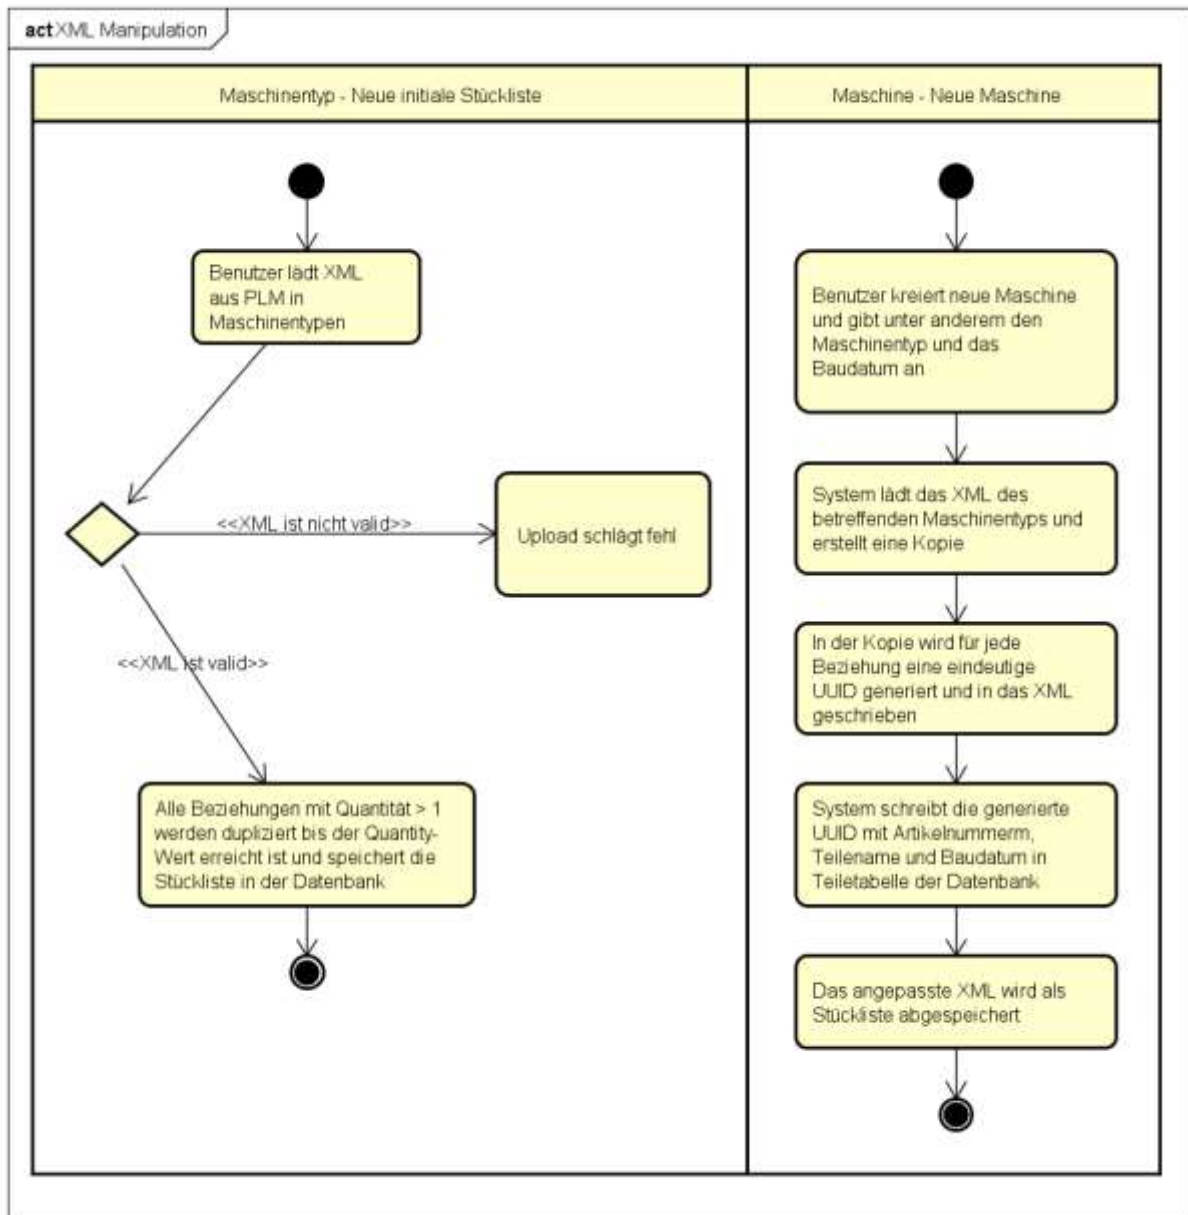 act XML Manipulation
Maschinentyp - Neue initiale Stückliste
Benutzer lädt XML
aus PLM in
Maschinentypen
<<XML ist nicht valid>>
Upload schlägt fehl
<<XML ist valid>>
Alle Beziehungen mit Quantität > 1
werden dupliziert bis der Quantity-
Wert erreicht ist und speichert die
Stückliste in der Datenbank
Maschine - Neue Maschine
Benutzer kreiert neue Maschine
und gibt unter anderem den
Maschinentyp und das
Baudatum an
System lädt das XML des
betreffenden Maschinentyps und
erstellt eine Kopie
In der Kopie wird für jede
Beziehung eine eindeutige
UUID generiert und in das XML
geschrieben
System schreibt die generierte
UUID mit Artikelnummerm,
Teilename und Baudatum in
Teiletabelle der Datenbank
Das angepasste XML wird als
Stückliste abgespeichert